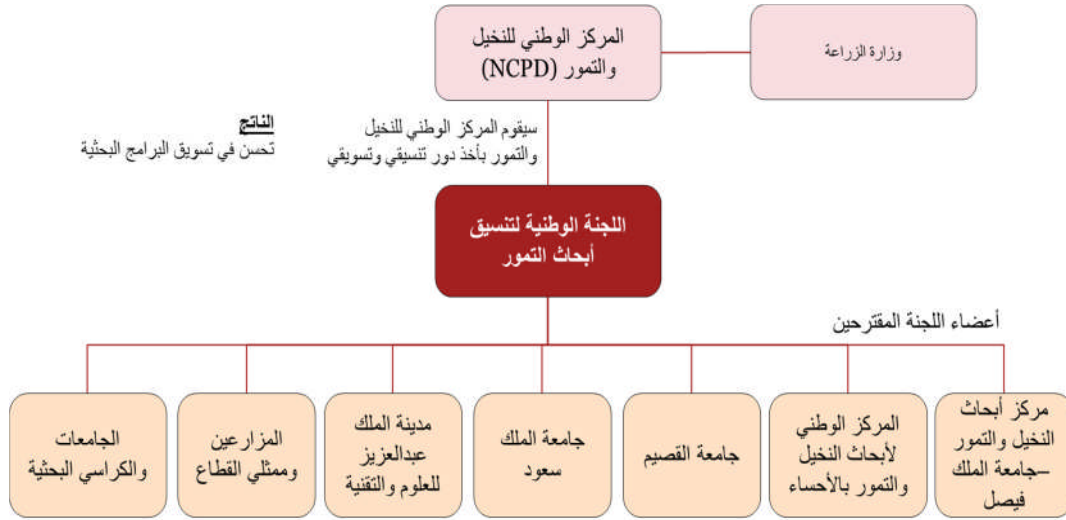 المركز الوطني للنخيل
والتمور (NCPD)
وزارة الزراعة
سيقوم المركز الوطني للنخيل
والتمور بأخذ دور تنسيقي وتسويقي
الناتج
تحسن في تسويق البرامج البحثية
اللجنة الوطنية لتنسيق
أبحاث التمور
أعضاء اللجنة المقترحين
مركز أبحاث
النخيل والتمور
–جامعة الملك
فيصل
المركز الوطني
لأبحاث النخيل
والتمور بالأحساء
جامعة القصيم
جامعة الملك
سعود
مدينة الملك
عبدالعزيز
للعلوم والتقنية
المزارعين
وممثلي القطاع
الجامعات
والكراسي البحثية